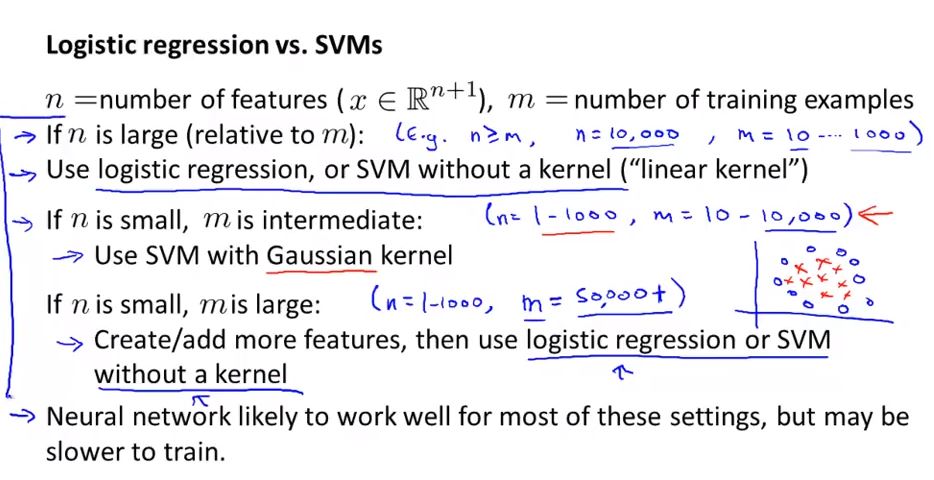 Logistic regression vs. SVMs
n =number of features ( x ∈ ℝⁿ⁺¹), m = number of training examples
→ If n is large (relative to m): (E.g. n ≥ m, n = 10,000 , m = 10 ---- 1000)
→ Use logistic regression, or SVM without a kernel (“linear kernel”)
→ If n is small, m is intermediate: (n = 1 - 1000 , m = 10 - 10,000) ←
→ Use SVM with Gaussian kernel
If n is small, m is large: (n = 1-1000, m = 50,000+)
→ Create/add more features, then use logistic regression or SVM
without a kernel
→ Neural network likely to work well for most of these settings, but may be
slower to train.